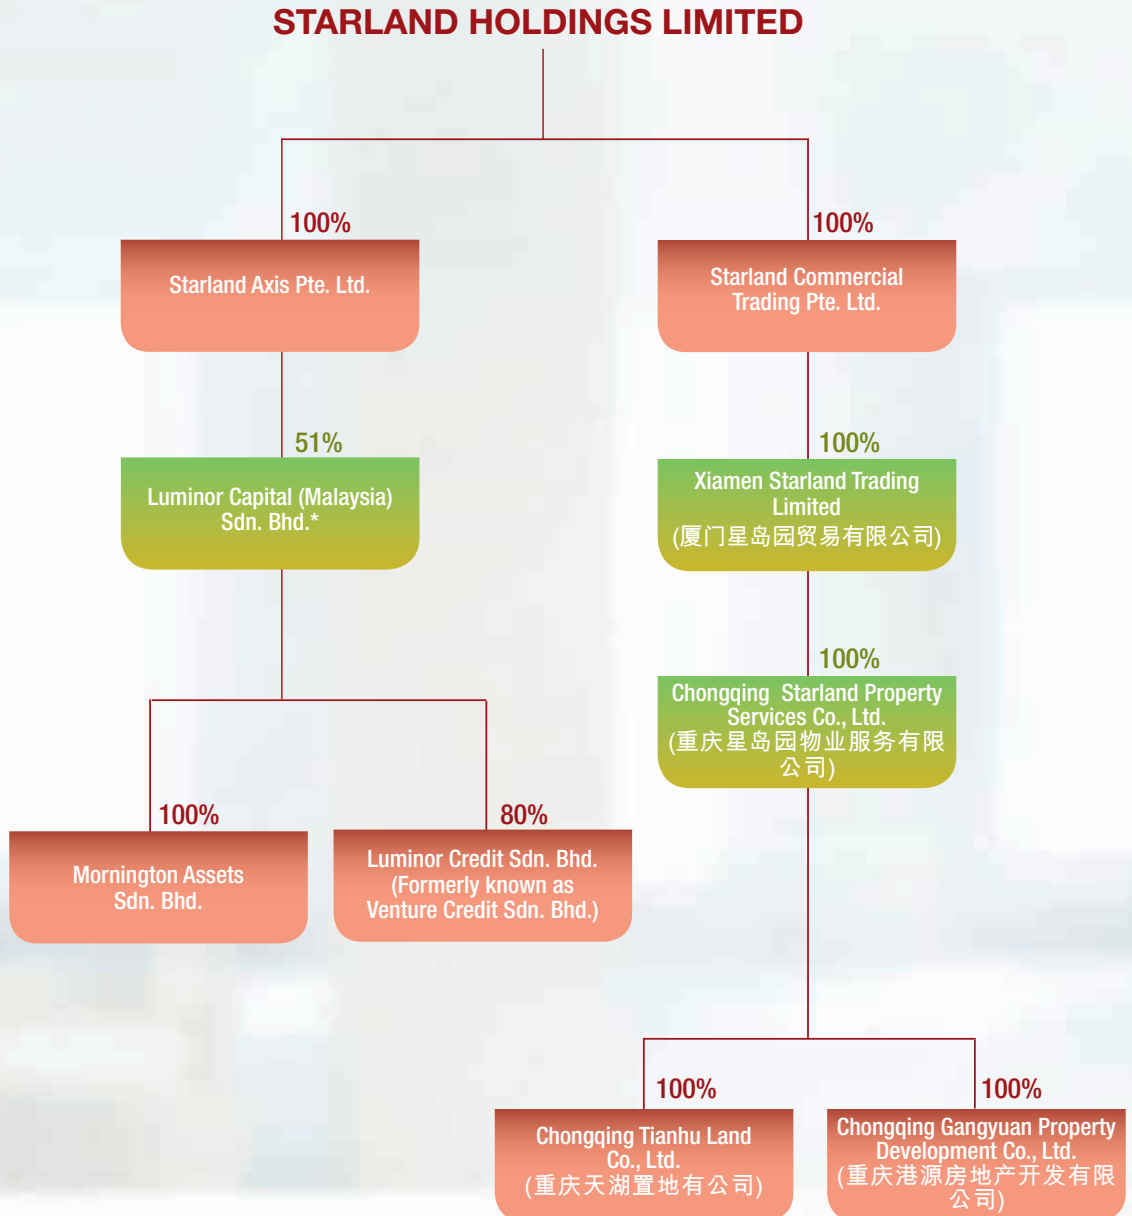 STARLAND HOLDINGS LIMITED
100%
100%
Starland Axis Pte. Ltd.
Starland Commercial
Trading Pte. Ltd.
51%
100%
Luminor Capital (Malaysia)
Sdn. Bhd.*
Xiamen Starland Trading
Limited
(厦门星岛园贸易有限公司)
100%
Chongqing Starland Property
Services Co., Ltd.
(重庆星岛园物业服务有限
公司)
100%
80%
Mornington Assets
Sdn. Bhd.
Luminor Credit Sdn. Bhd.
(Formerly known as
Venture Credit Sdn. Bhd.)
100%
100%
Chongqing Tianhu Land
Co., Ltd.
(重庆天湖置地有公司)
Chongqing Gangyuan Property
Development Co., Ltd.
(重庆港源房地产开发有限
公司)